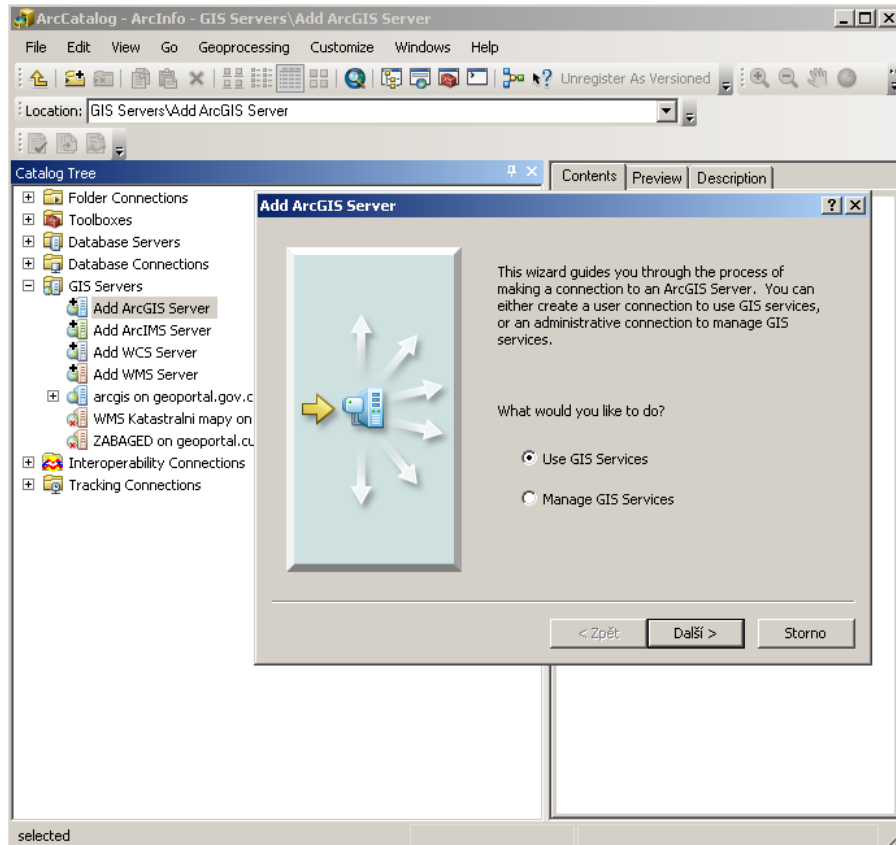 ArcCatalog - ArcInfo - GIS Servers\Add ArcGIS Server
File Edit View Go Geoprocessing Customize Windows Help
Unregister As Versioned
Location: GIS Servers\Add ArcGIS Server
Catalog Tree
Contents Preview Description
Folder Connections
Toolboxes
Database Servers
Database Connections
GIS Servers
Add ArcGIS Server
Add ArcIMS Server
Add WCS Server
Add WMS Server
arcgis on geoportal.gov.c
WMS Katastralni mapy on
ZABAGED on geoportal.cu
Interoperability Connections
Tracking Connections
Add ArcGIS Server
This wizard guides you through the process of
making a connection to an ArcGIS Server. You can
either create a user connection to use GIS services,
or an administrative connection to manage GIS
services.
What would you like to do?
Use GIS Services
Manage GIS Services
< Zpět Další > Storno
selected